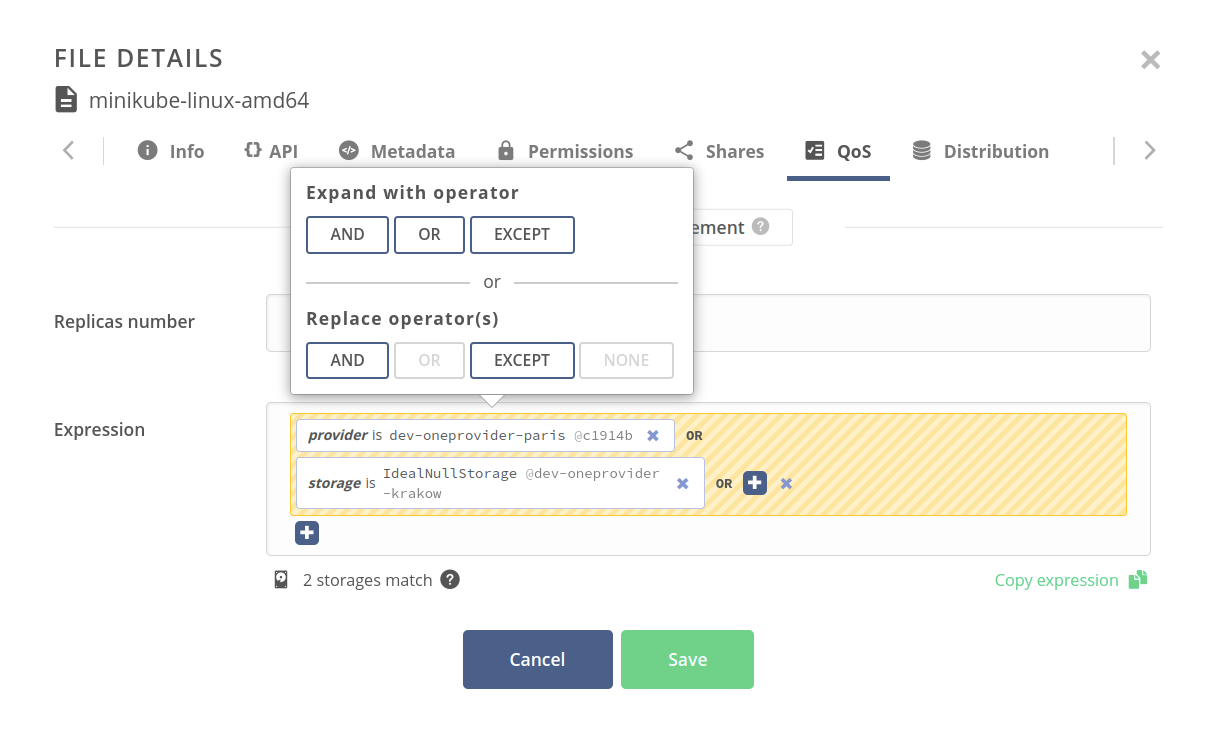 FILE DETAILS
minikube-linux-amd64
Info
{} API
Metadata
Permissions
Shares
QoS
Distribution
Expand with operator
AND OR EXCEPT
or
Replace operator(s)
AND OR EXCEPT NONE
ement ?
Replicas number
Expression
provider is dev-oneprovider-paris @c1914b OR
storage is IdealNullStorage @dev-oneprovider
-krakow
OR
2 storages match ?
Copy expression
Cancel
Save